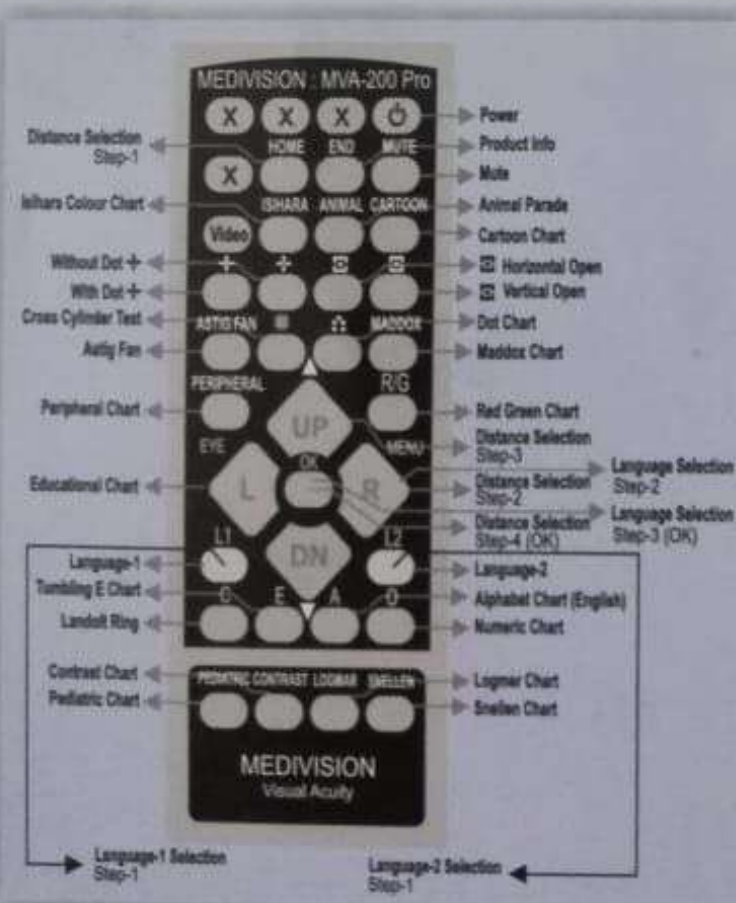 MEDIVISION : MVA-200 Pro
X X X
Power
Distance Selection
Step-1
HOME END MUTE
Product Info
X
Mute
Isihara Colour Chart
ISIHARA ANIMAL CARTOON
Animal Parade
Video
Cartoon Chart
Without Dot +
Horizontal Open
With Dot +
Vertical Open
Cross Cylinder Test
ASTIG FAN MADDOX
Dot Chart
Astig Fan
Maddox Chart
PERIPHERAL R/G
Peripheral Chart
Red Green Chart
UP
EYE MENU
Distance Selection
Step-3
OK
Language Selection
Step-2
Educational Chart
L R
Distance Selection
Step-2
Language Selection
Step-3 (OK)
Distance Selection
Step-4 (OK)
L1 DN L2
Language-1
Language-2
Tumbling E Chart
C E A 0
Alphabet Chart (English)
Landolt Ring
Numeric Chart
Contrast Chart
PEDIATRIC CONTRAST LOGMAR SNELLEN
Logmar Chart
Pediatric Chart
Snellen Chart
MEDIVISION
Visual Acuity
Language-1 Selection
Step-1
Language-2 Selection
Step-1